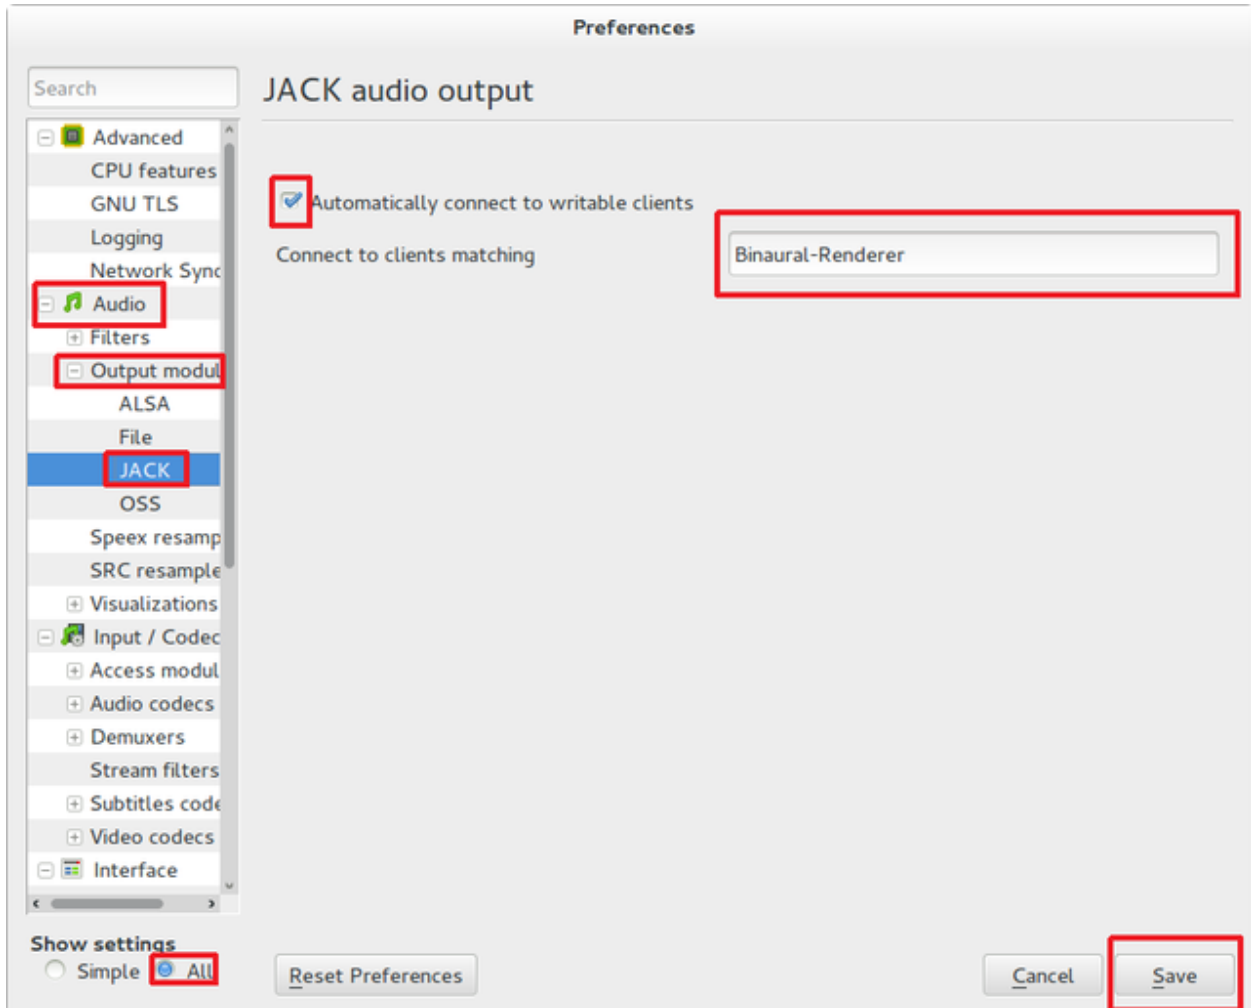 Preferences
Search
Advanced
CPU features
GNU TLS
Logging
Network Sync
Audio
Filters
Output modul
ALSA
File
JACK
OSS
Speex resamp
SRC resample
Visualizations
Input / Codec
Access modul
Audio codecs
Demuxers
Stream filters
Subtitles code
Video codecs
Interface
Show settings
Simple All
JACK audio output
Automatically connect to writable clients
Connect to clients matching Binaural-Renderer
Reset Preferences Cancel Save